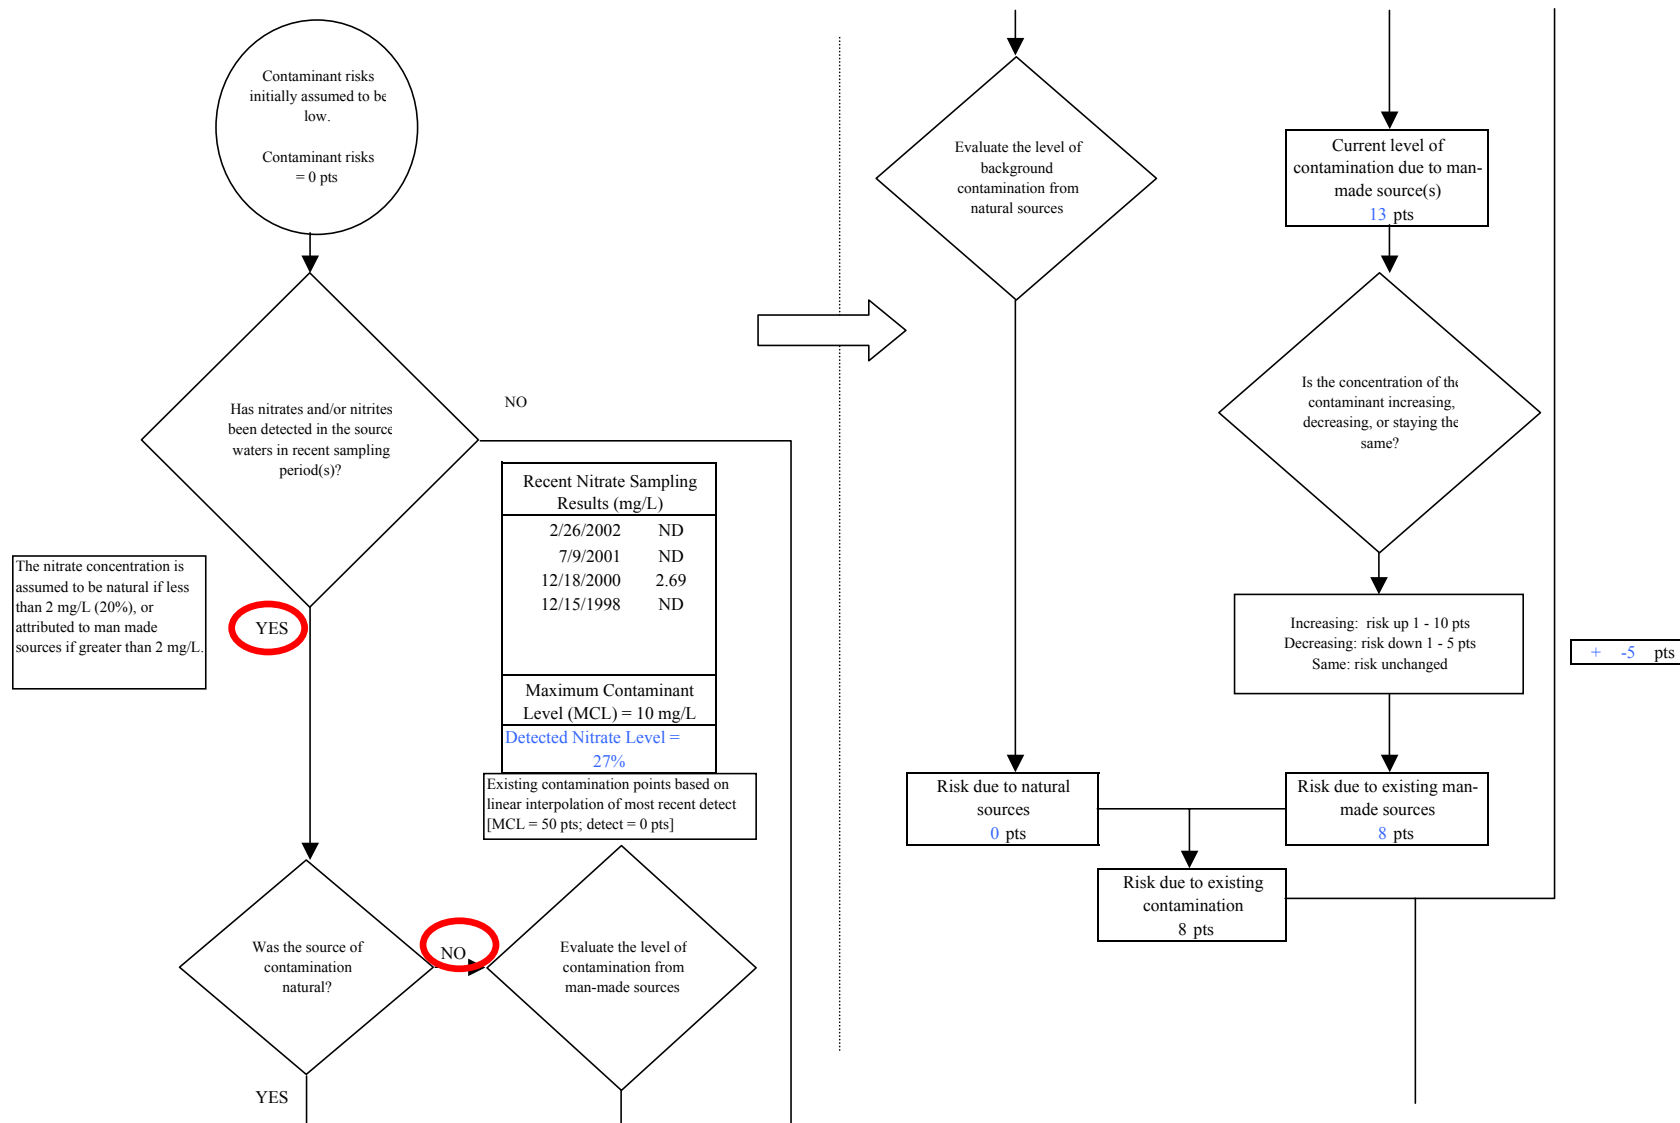 Contaminant risks
initially assumed to be
low.
Contaminant risks
= 0 pts
Has nitrates and/or nitrites
been detected in the source
waters in recent sampling
period(s)?
NO
The nitrate concentration is
assumed to be natural if less
than 2 mg/L (20%), or
attributed to man made
sources if greater than 2 mg/L.
YES
Recent Nitrate Sampling
Results (mg/L)
2/26/2002 ND
7/9/2001 ND
12/18/2000 2.69
12/15/1998 ND
Maximum Contaminant
Level (MCL) = 10 mg/L
Detected Nitrate Level =
27%
Existing contamination points based on
linear interpolation of most recent detect
[MCL = 50 pts; detect = 0 pts]
Was the source of
contamination
natural?
NO
Evaluate the level of
contamination from
man-made sources
YES
Evaluate the level of
background
contamination from
natural sources
Current level of
contamination due to man-
made source(s)
13 pts
Is the concentration of the
contaminant increasing,
decreasing, or staying the
same?
Increasing: risk up 1 - 10 pts
Decreasing: risk down 1 - 5 pts
Same: risk unchanged
+ -5 pts
Risk due to natural
sources
0 pts
Risk due to existing man-
made sources
8 pts
Risk due to existing
contamination
8 pts